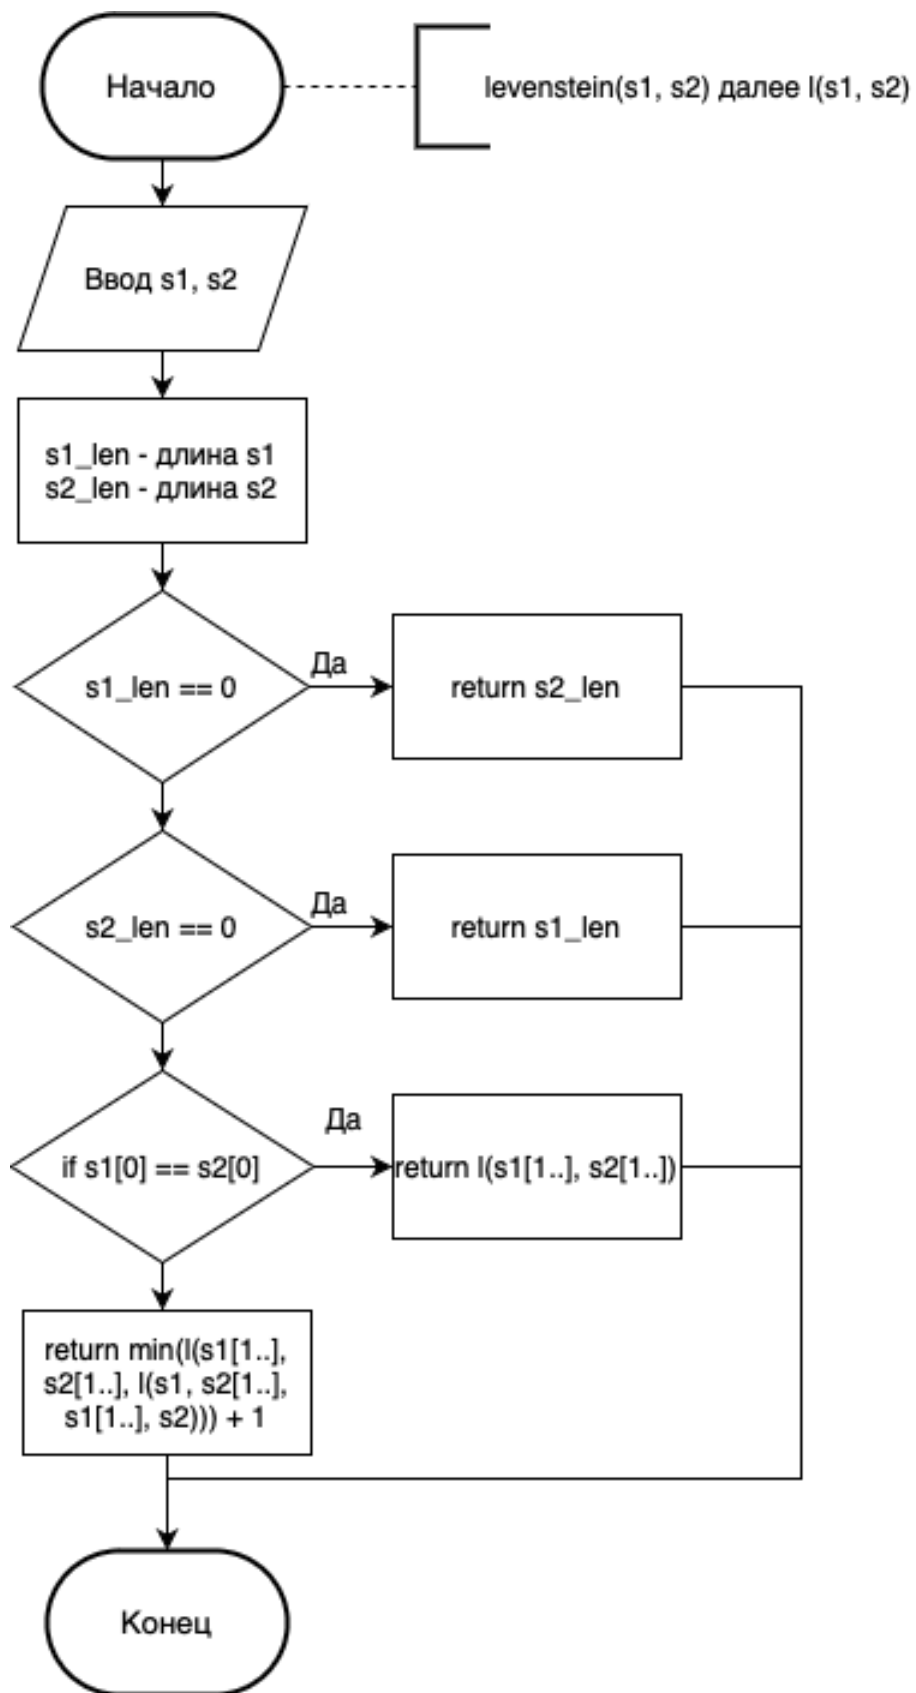 Начало
levenstein(s1, s2) далее l(s1, s2)
Ввод s1, s2
s1_len - длина s1
s2_len - длина s2
s1_len == 0
Да
return s2_len
s2_len == 0
Да
return s1_len
if s1[0] == s2[0]
Да
return l(s1[1..], s2[1..])
return min(l(s1[1..],
s2[1..], l(s1, s2[1..],
s1[1..], s2))) + 1
Конец